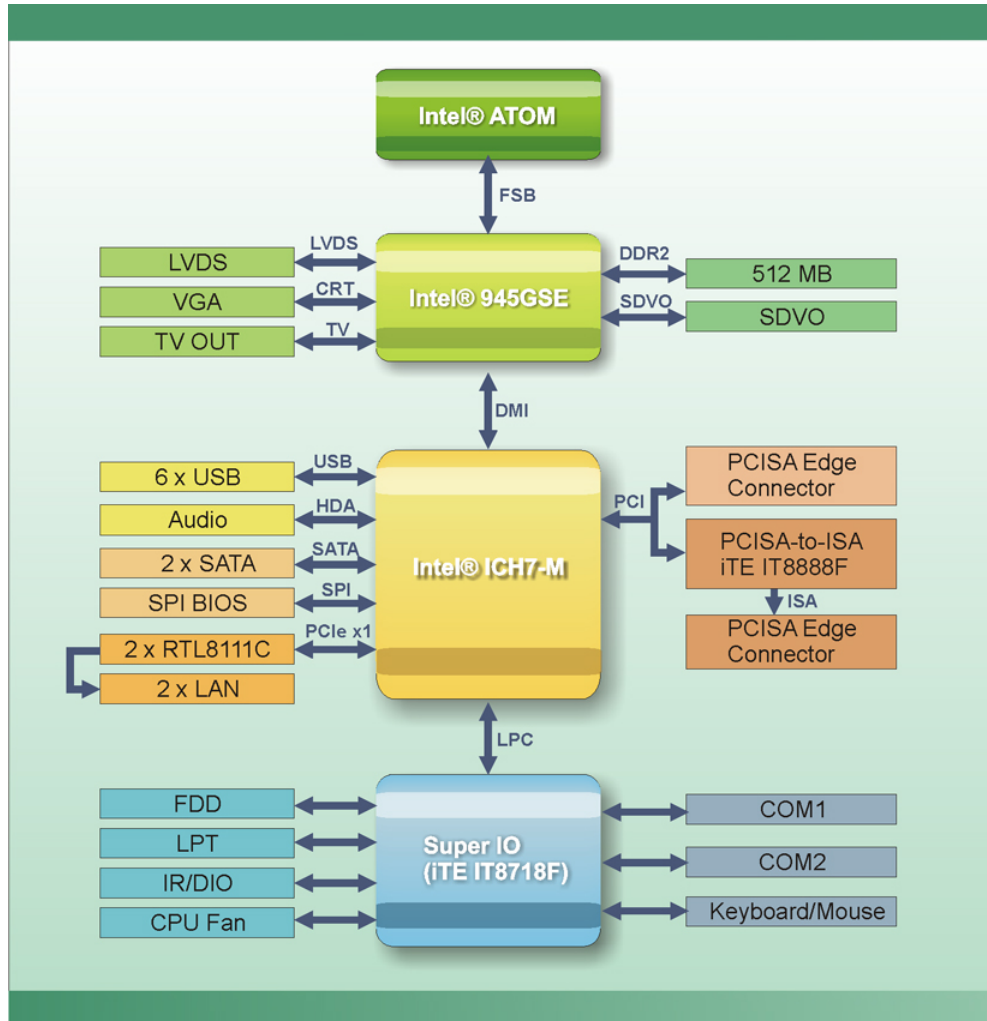 Intel® ATOM
FSB
LVDS
LVDS
VGA
CRT
TV OUT
TV
Intel® 945GSE
DDR2
512 MB
SDVO
SDVO
DMI
6 x USB
USB
Audio
HDA
2 x SATA
SATA
SPI BIOS
SPI
2 x RTL8111C
PCIe x1
2 x LAN
Intel® ICH7-M
PCI
PCISA Edge
Connector
PCISA-to-ISA
iTE IT8888F
ISA
PCISA Edge
Connector
LPC
FDD
LPT
IR/DIO
CPU Fan
Super IO
(iTE IT8718F)
COM1
COM2
Keyboard/Mouse